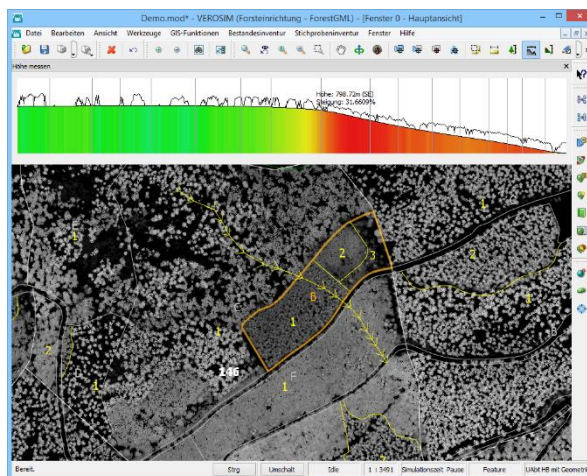 Demo.mod* - VEROSIM (Forsteinrichtung - ForestGML) - [Fenster 0 - Hauptansicht]
Datei Bearbeiten Ansicht Werkzeuge GIS-Funktionen Bestandesinventur Stichprobeninventur Fenster Hilfe
Höhe messen
Höhe: 798.72m (SE)
Steigung: 31.6609%
1
1
2
3
2
6
1
1
1
2
1
246
F
1
1
Bereit.
Strg
Umschalt
Idle
1 : 3491
Simulationszeit Pause
Feature
UAbt HB mit Geometri